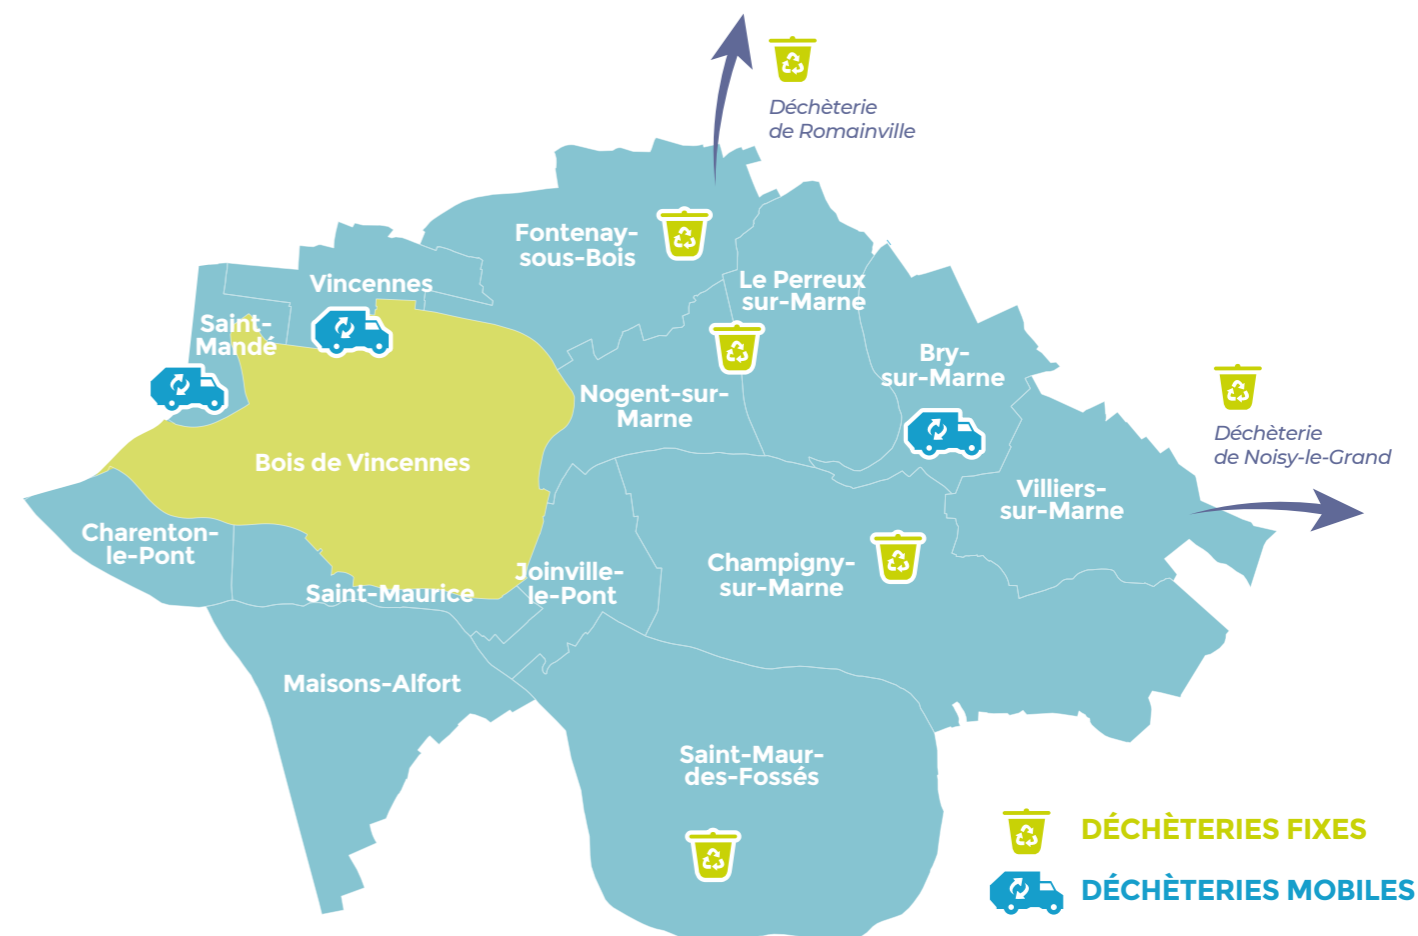 Déchèterie
de Romainville
Fontenay-
sous-Bois
Vincennes
Le Perreux
sur-Marne
Saint-
Mandé
Bry-
sur-Marne
Nogent-sur-
Marne
Déchèterie
de Noisy-le-Grand
Bois de Vincennes
Villiers-
sur-Marne
Charenton-
le-Pont
Joinville-
le-Pont
Champigny-
sur-Marne
Saint-Maurice
Maisons-Alfort
Saint-Maur-
des-Fossés
DÉCHÈTERIES FIXES
DÉCHÈTERIES MOBILES